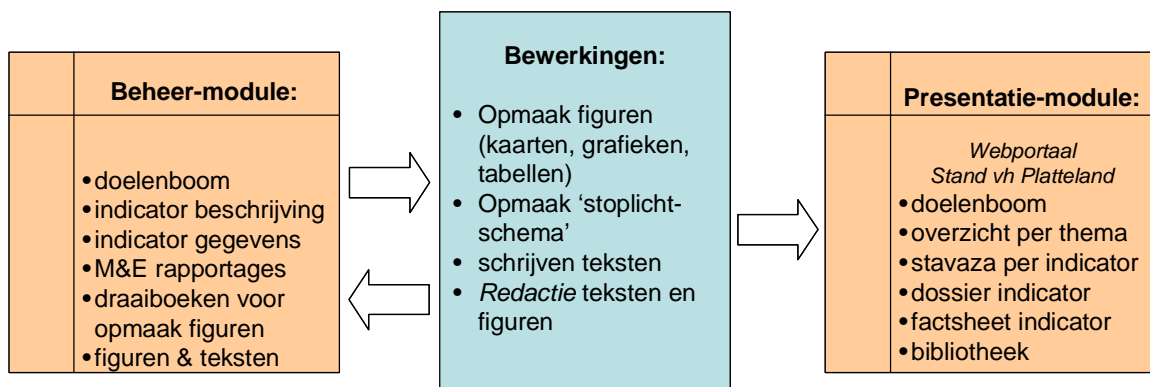 Beheer-module:
• doelenboom
• indicator beschrijving
• indicator gegevens
• M&E rapportages
• draaiboeken voor
opmaak figuren
• figuren & teksten
Bewerkingen:
• Opmaak figuren
(kaarten, grafieken,
tabellen)
• Opmaak ‘stoplicht-
schema’
• schrijven teksten
• Redactie teksten en
figuren
Presentatie-module:
Webportaal
Stand vh Platteland
• doelenboom
• overzicht per thema
• stavaza per indicator
• dossier indicator
• factsheet indicator
• bibliotheek